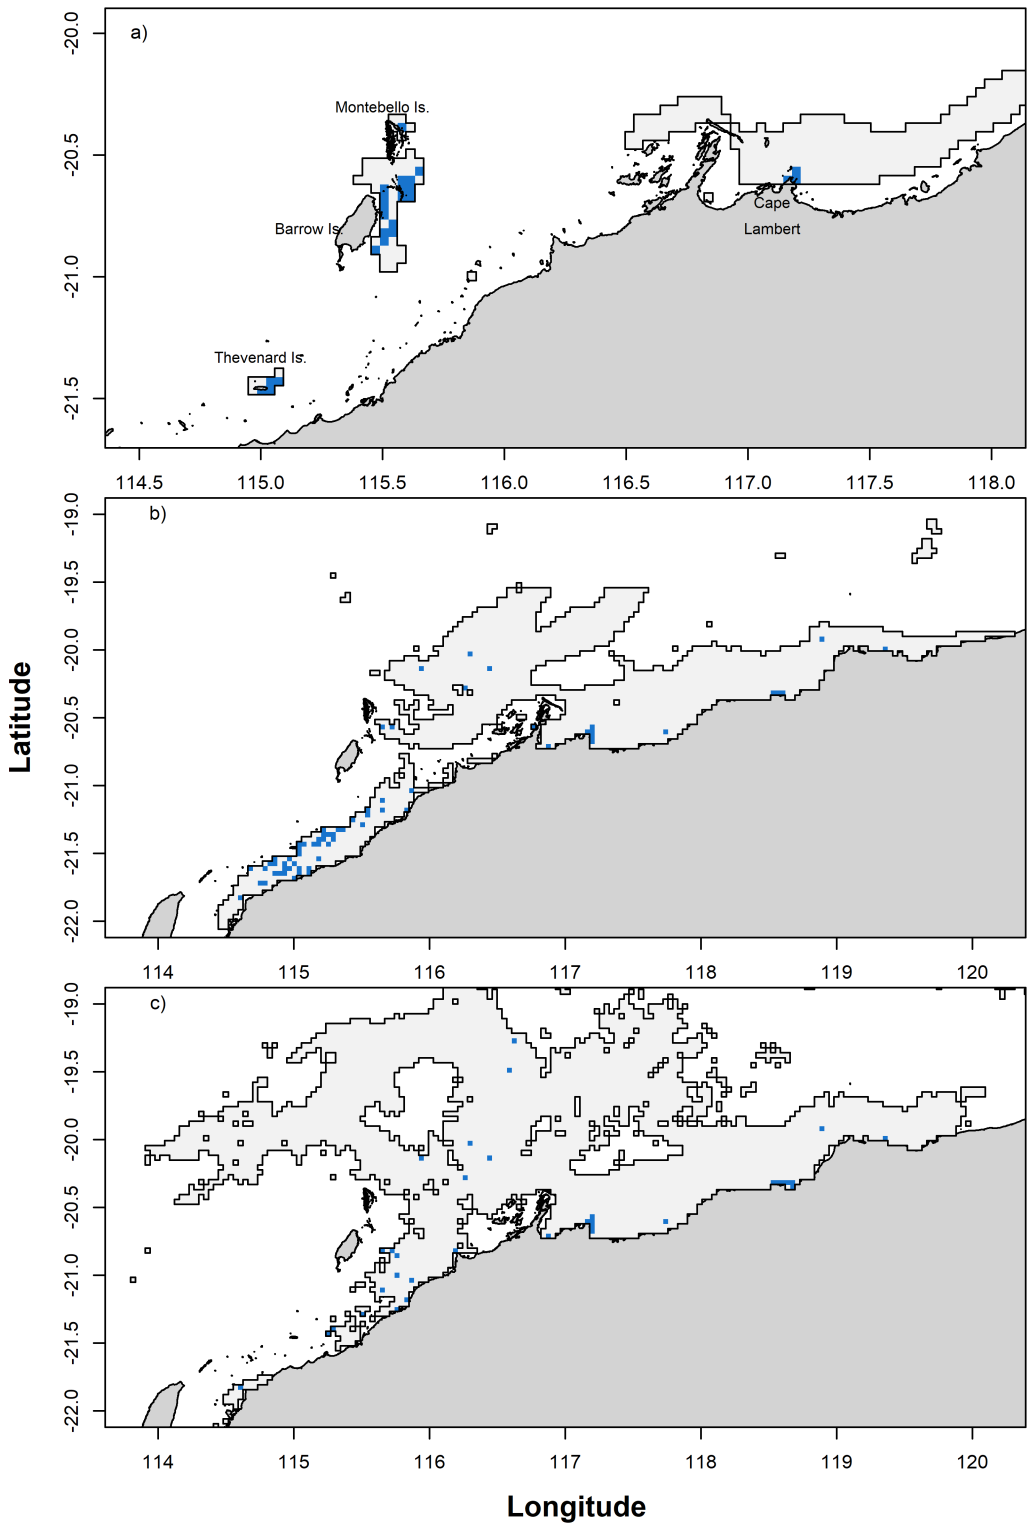 a)
-20.0
-20.5
-21.0
-21.5
Montebello Is.
Barrow Is.
Thevenard Is.
Cape
Lambert
114.5 115.0 115.5 116.0 116.5 117.0 117.5 118.0
b)
-19.0
-19.5
-20.0
-20.5
-21.0
-21.5
-22.0
Latitude
114 115 116 117 118 119 120
c)
-19.0
-19.5
-20.0
-20.5
-21.0
-21.5
-22.0
114 115 116 117 118 119 120
Longitude